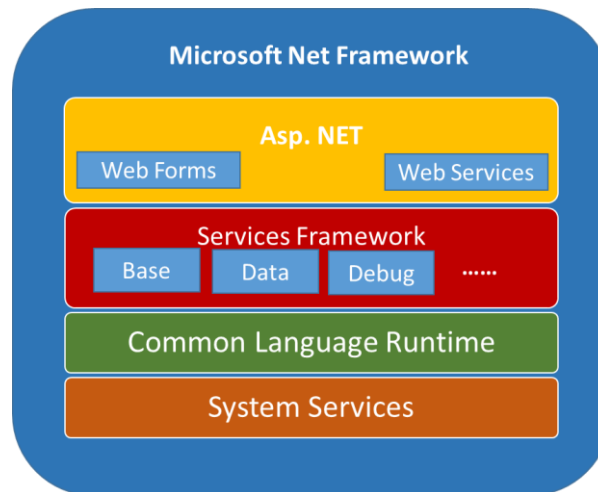 Microsoft Net Framework
Asp. NET
Web Forms
Web Services
Services Framework
Base Data Debug ......
Common Language Runtime
System Services